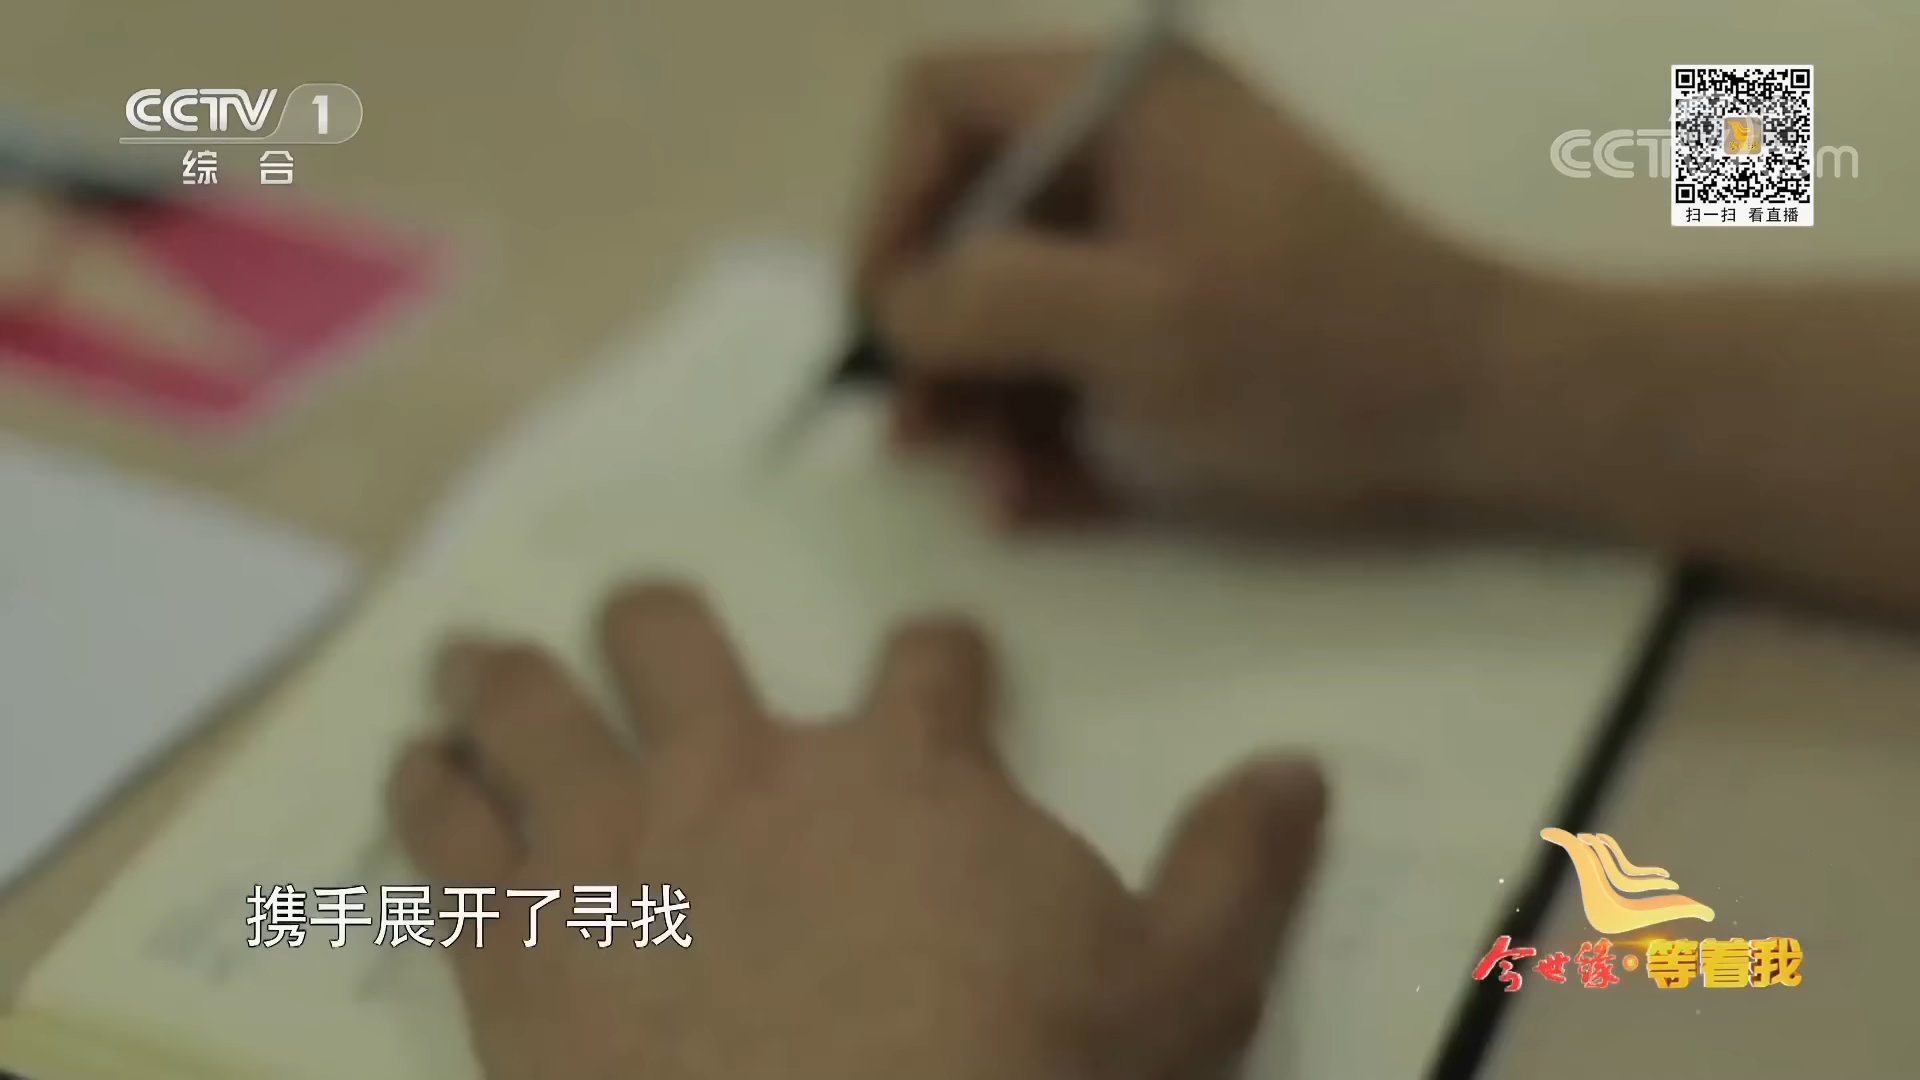 CCTV 1
综合
CCT
m
扫一扫 看直播
携手展开了寻找
今世缘·等着我